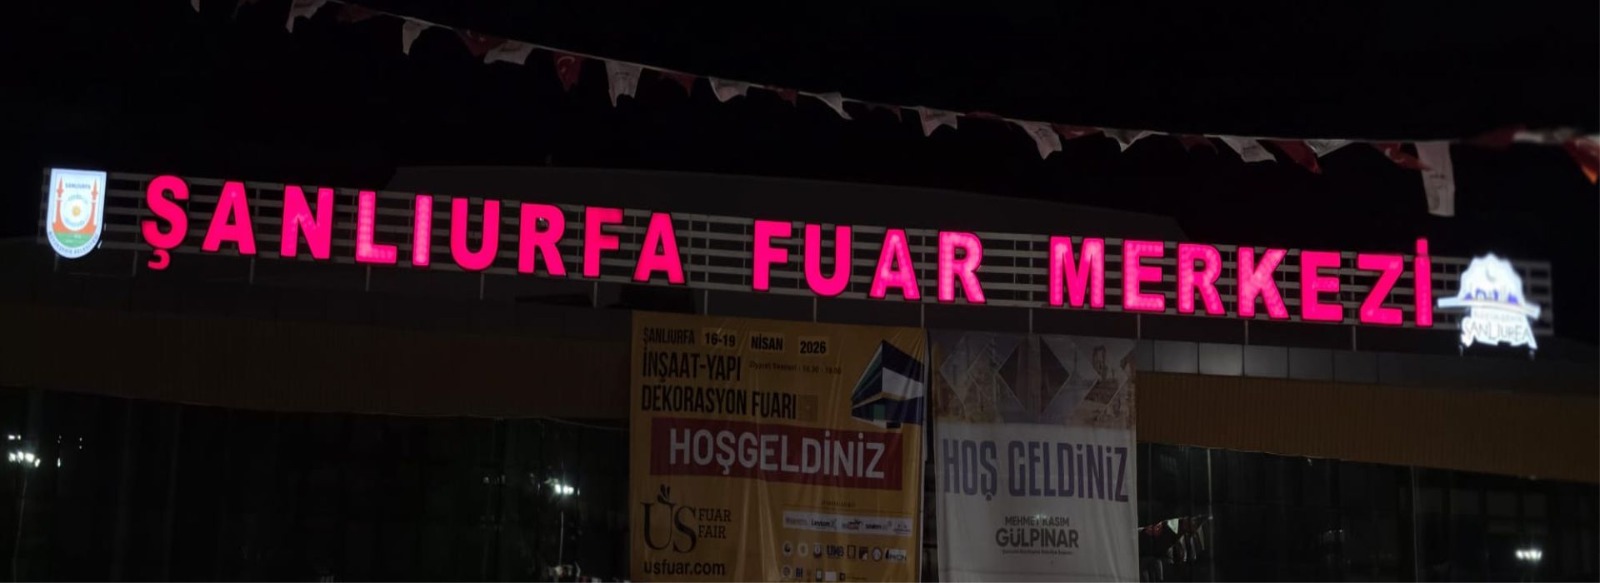 ŞANLIURFA FUAR MERKEZİ
ŞANLIURFA
ŞANLIURFA 16-19 NİSAN 2026
İNŞAAT-YAPI
DEKORASYON FUARI
HOŞGELDİNİZ
US FUAR FAIR
usfuar.com
HOŞ GELDİNİZ
MEHMET KASIM
GÜLPINAR